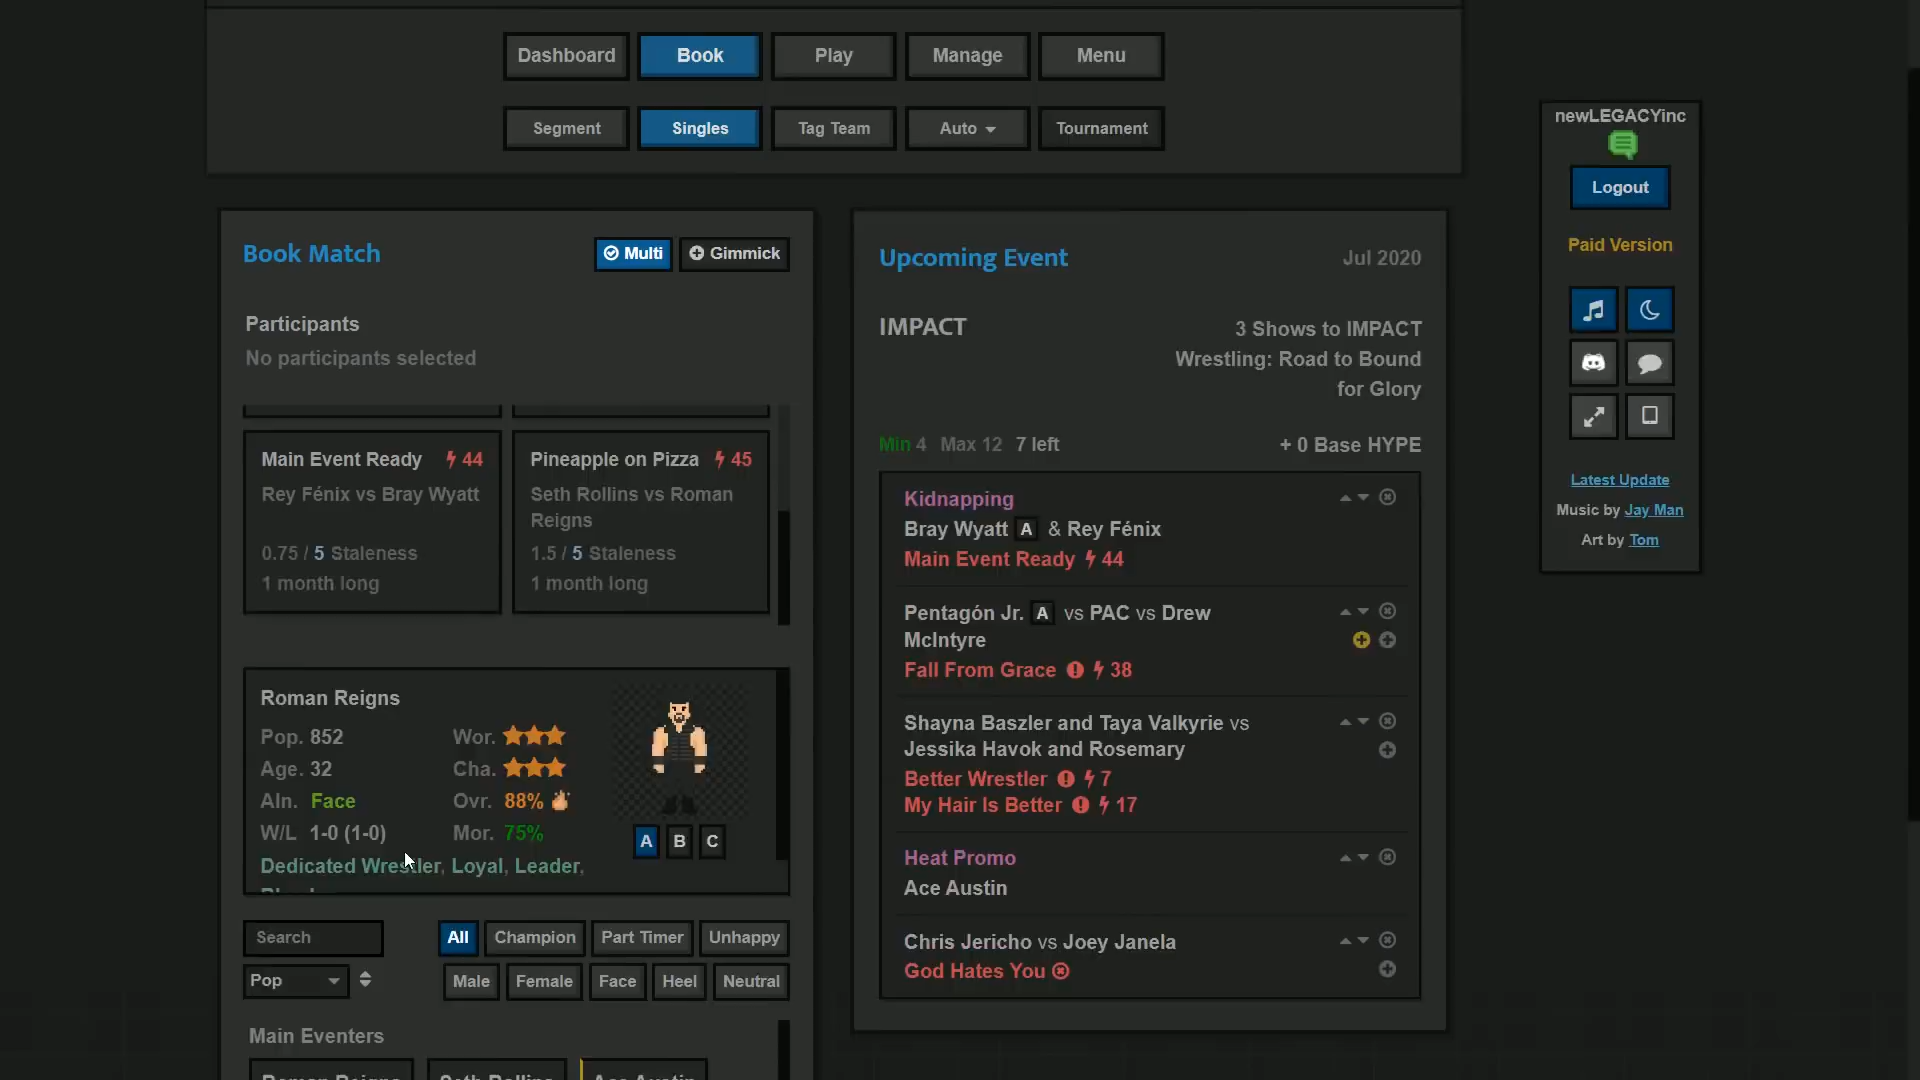 Dashboard
Book
Play
Manage
Menu
Segment
Singles
Tag Team
Auto
Tournament
newLEGACYinc
Logout
Paid Version
Latest Update
Music by Jay Man
Art by Tom
Book Match
Multi
Gimmick
Participants
No participants selected
Main Event Ready 44
Rey Fénix vs Bray Wyatt
0.75 / 5 Staleness
1 month long
Pineapple on Pizza 45
Seth Rollins vs Roman
Reigns
1.5 / 5 Staleness
1 month long
Roman Reigns
Pop. 852
Wor.
Age. 32
Cha.
Aln. Face
Ovr. 88%
W/L 1-0 (1-0)
Mor. 75%
A B C
Dedicated Wrestler, Loyal, Leader,
Search
All
Champion
Part Timer
Unhappy
Pop
Male
Female
Face
Heel
Neutral
Main Eventers
Roman Reigns
Seth Rollins
Ace Austin
Upcoming Event
Jul 2020
IMPACT
3 Shows to IMPACT
Wrestling: Road to Bound
for Glory
Min 4 Max 12 7 left
+ 0 Base HYPE
Kidnapping
Bray Wyatt A & Rey Fénix
Main Event Ready 44
Pentagón Jr. A vs PAC vs Drew
McIntyre
Fall From Grace 38
Shayna Baszler and Taya Valkyrie vs
Jessika Havok and Rosemary
Better Wrestler 7
My Hair Is Better 17
Heat Promo
Ace Austin
Chris Jericho vs Joey Janela
God Hates You